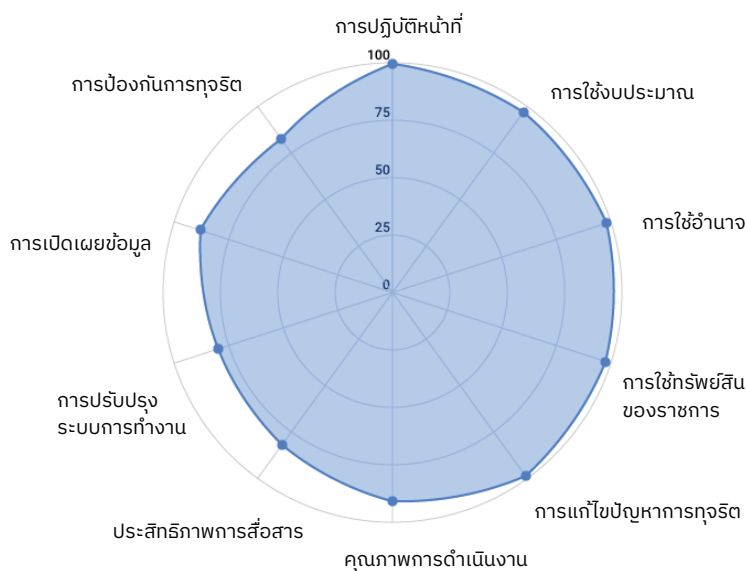 การปฏิบัติหน้าที่
100
การป้องกันการทุจริต
การใช้งบประมาณ
75
50
การใช้อำนาจ
25
การเปิดเผยข้อมูล
0
การใช้ทรัพย์สิน
ของราชการ
การปรับปรุง
ระบบการทำงาน
การแก้ไขปัญหาการทุจริต
ประสิทธิภาพการสื่อสาร
คุณภาพการดำเนินงาน